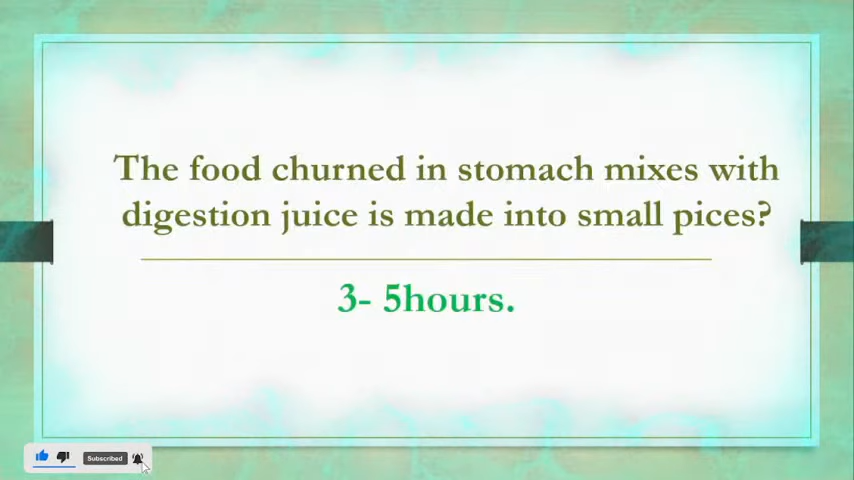 The food churned in stomach mixes with
digestion juice is made into small pices?
3- 5hours.
Subscribed